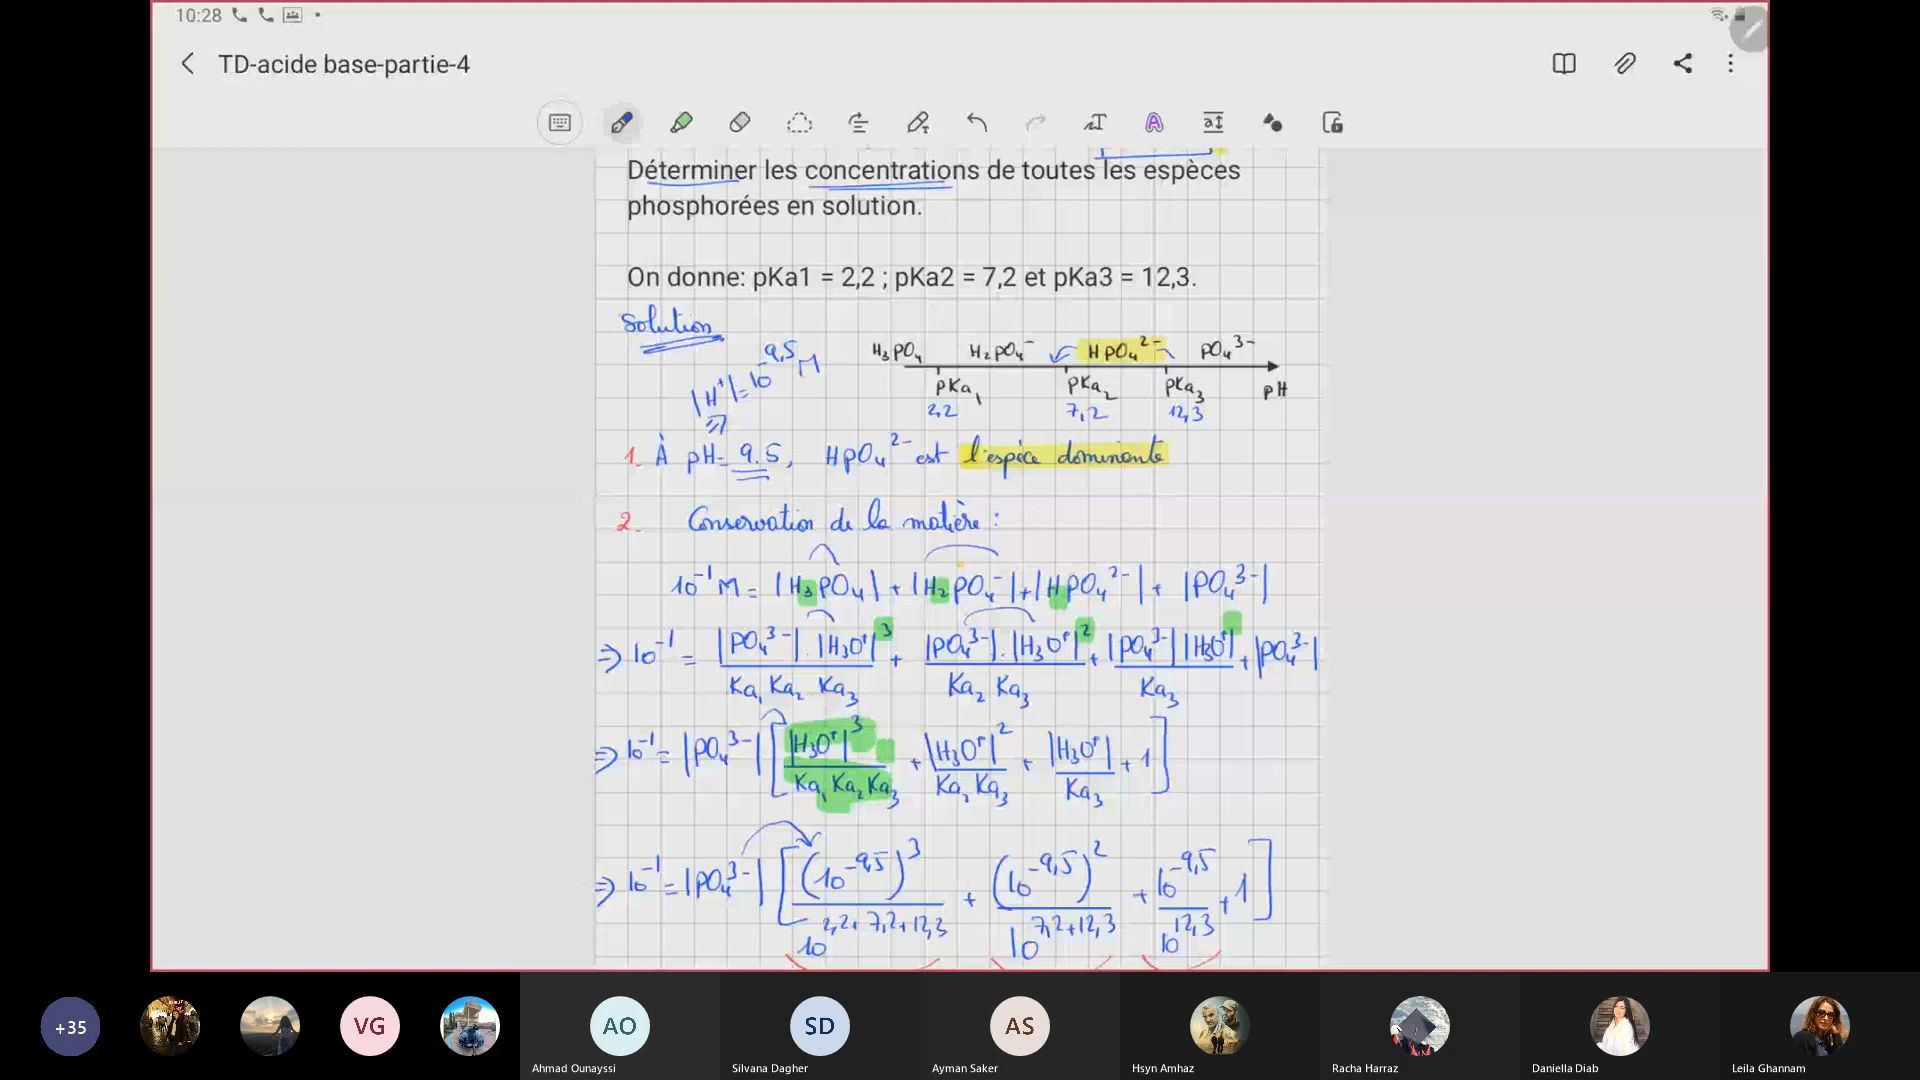 10:28
TD-acide base-partie-4
Déterminer les concentrations de toutes les espèces
phosphorées en solution.
On donne: pKa1 = 2,2 ; pKa2 = 7,2 et pKa3 = 12,3.
Solution
|H⁺| = 10^-9,5 M
H₃PO₄ H₂PO₄⁻ HPO₄²⁻ PO₄³⁻
pKa₁ pKa₂ pKa₃ pH
2,2 7,2 12,3
1. À pH = 9.5, HPO₄²⁻ est l'espèce dominante
2. Conservation de la matière :
10⁻¹ M = |H₃PO₄| + |H₂PO₄⁻| + |HPO₄²⁻| + |PO₄³⁻|
⇒ 10⁻¹ = |PO₄³⁻| . |H₃O⁺|³ / Ka₁ Ka₂ Ka₃ + |PO₄³⁻| . |H₃O⁺|² / Ka₂ Ka₃ + |PO₄³⁻| |H₃O⁺| / Ka₃ + |PO₄³⁻|
⇒ 10⁻¹ = |PO₄³⁻| [ |H₃O⁺|³ / Ka₁ Ka₂ Ka₃ + |H₃O⁺|² / Ka₂ Ka₃ + |H₃O⁺| / Ka₃ + 1 ]
⇒ 10⁻¹ = |PO₄³⁻| [ (10^-9,5)³ / 10^2,2+7,2+12,3 + (10^-9,5)² / 10^7,2+12,3 + 10^-9,5 / 10^12,3 + 1 ]
+35 VG AO SD AS
Ahmad Ounayssi Silvana Dagher Ayman Saker Hsyn Amhaz Racha Harraz Daniella Diab Leila Ghannam